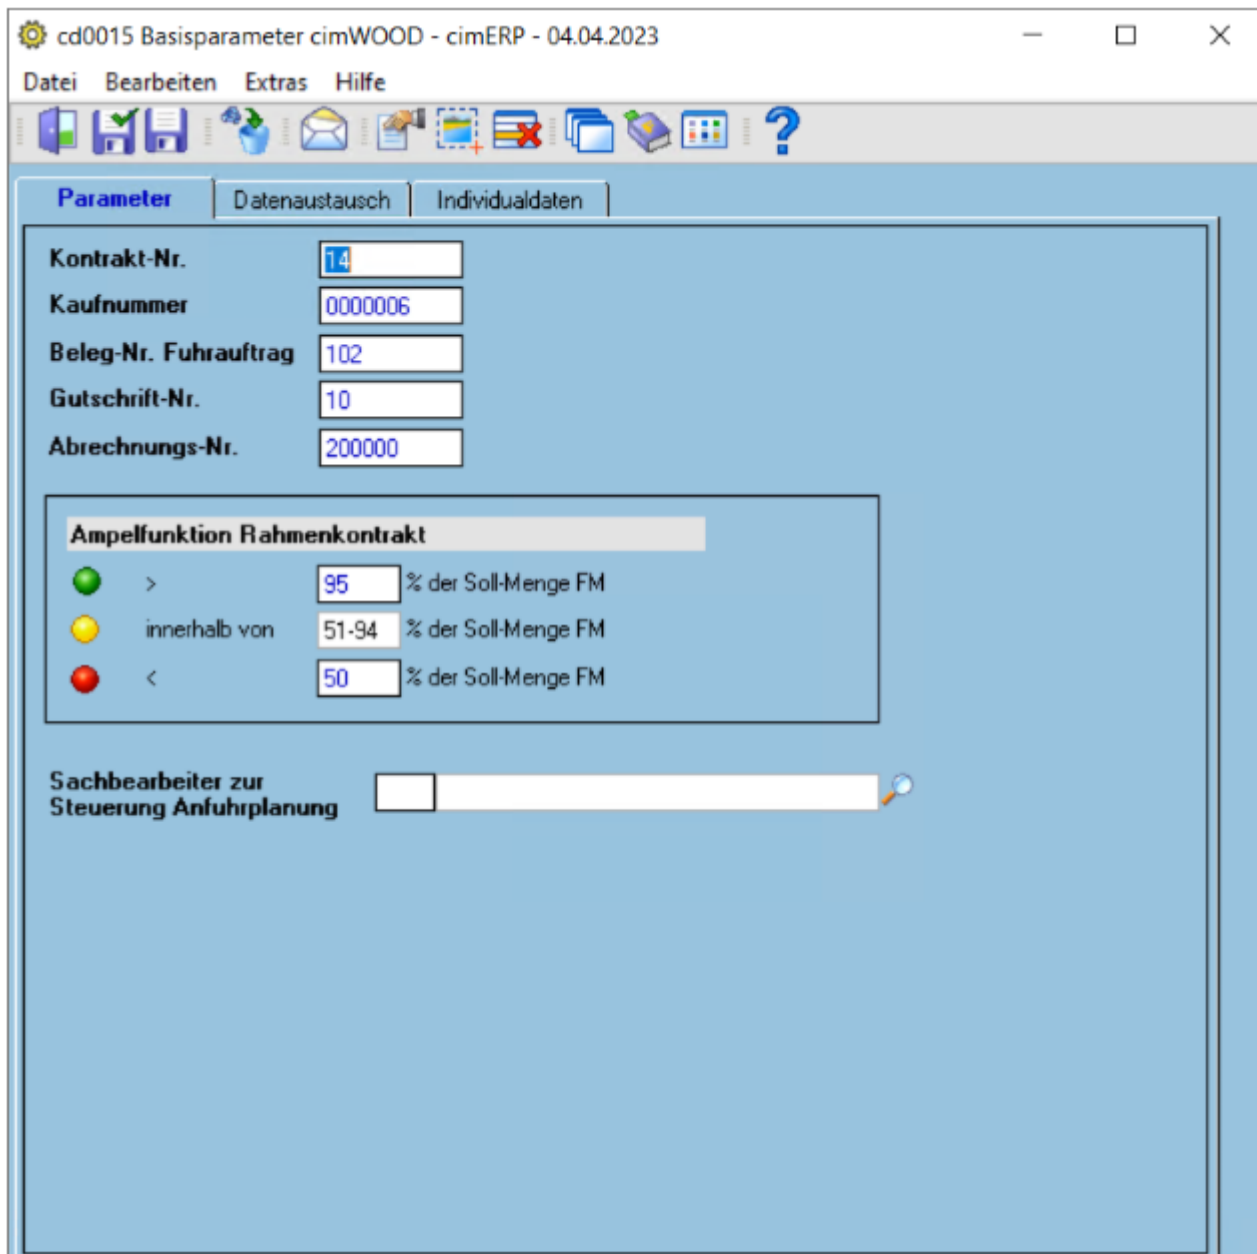 cd0015 Basisparameter cimWOOD - cimERP - 04.04.2023
Datei Bearbeiten Extras Hilfe
Parameter Datenaustausch Individualdaten
Kontrakt-Nr. 14
Kaufnummer 0000006
Beleg-Nr. Fuhrauftrag 102
Gutschrift-Nr. 10
Abrechnungs-Nr. 200000
Ampelfunktion Rahmenkontrakt
> 95 % der Soll-Menge FM
innerhalb von 51-94 % der Soll-Menge FM
< 50 % der Soll-Menge FM
Sachbearbeiter zur
Steuerung Anfuhrplanung